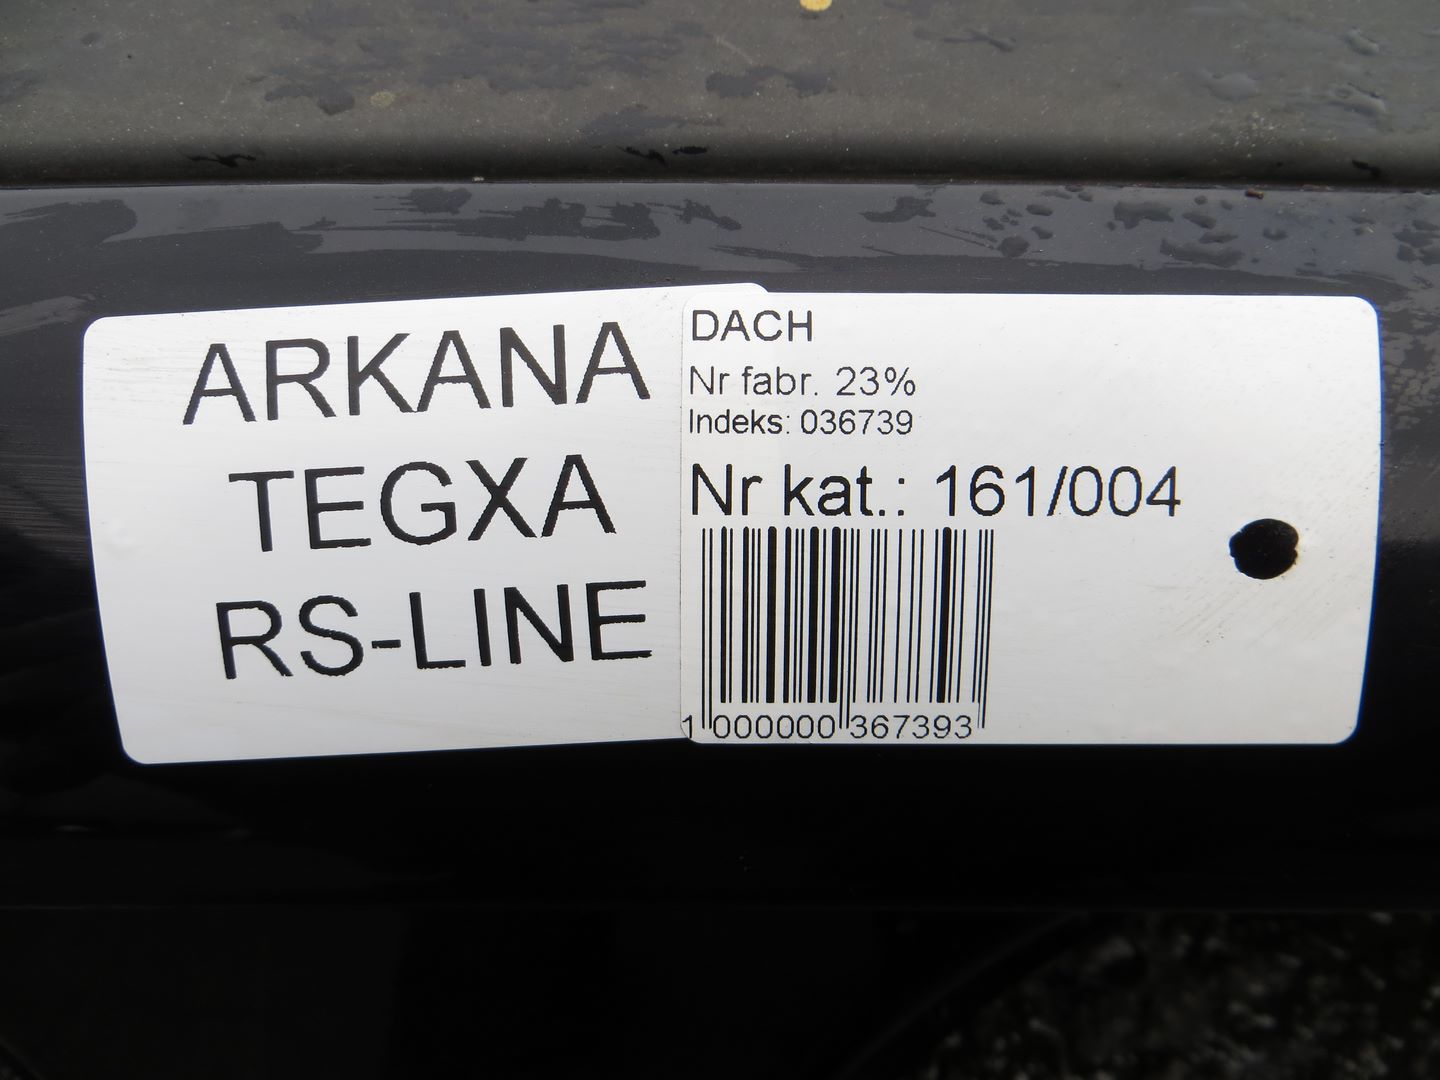 ARKANA
TEGXA
RS-LINE
DACH
Nr fabr. 23%
Indeks: 036739
Nr kat.: 161/004
1 000000 367393